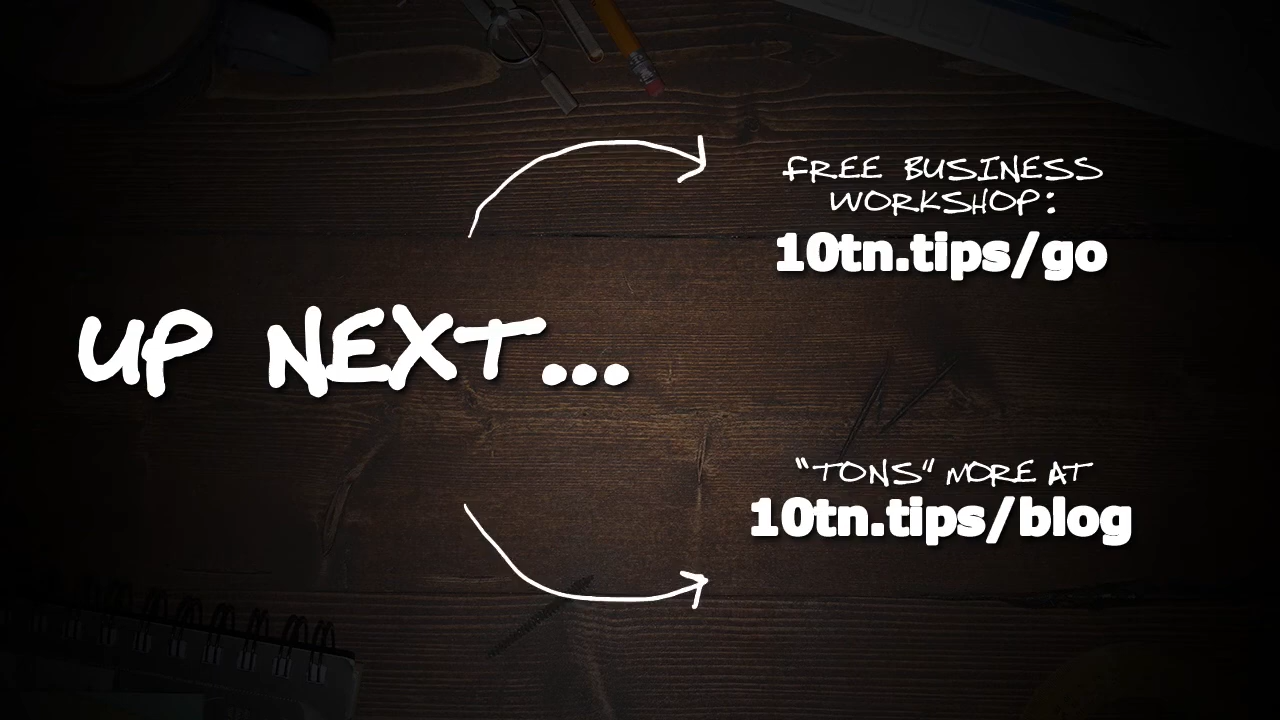 UP NEXT...
FREE BUSINESS
WORKSHOP:
10tn.tips/go
"TONS" MORE AT
10tn.tips/blog